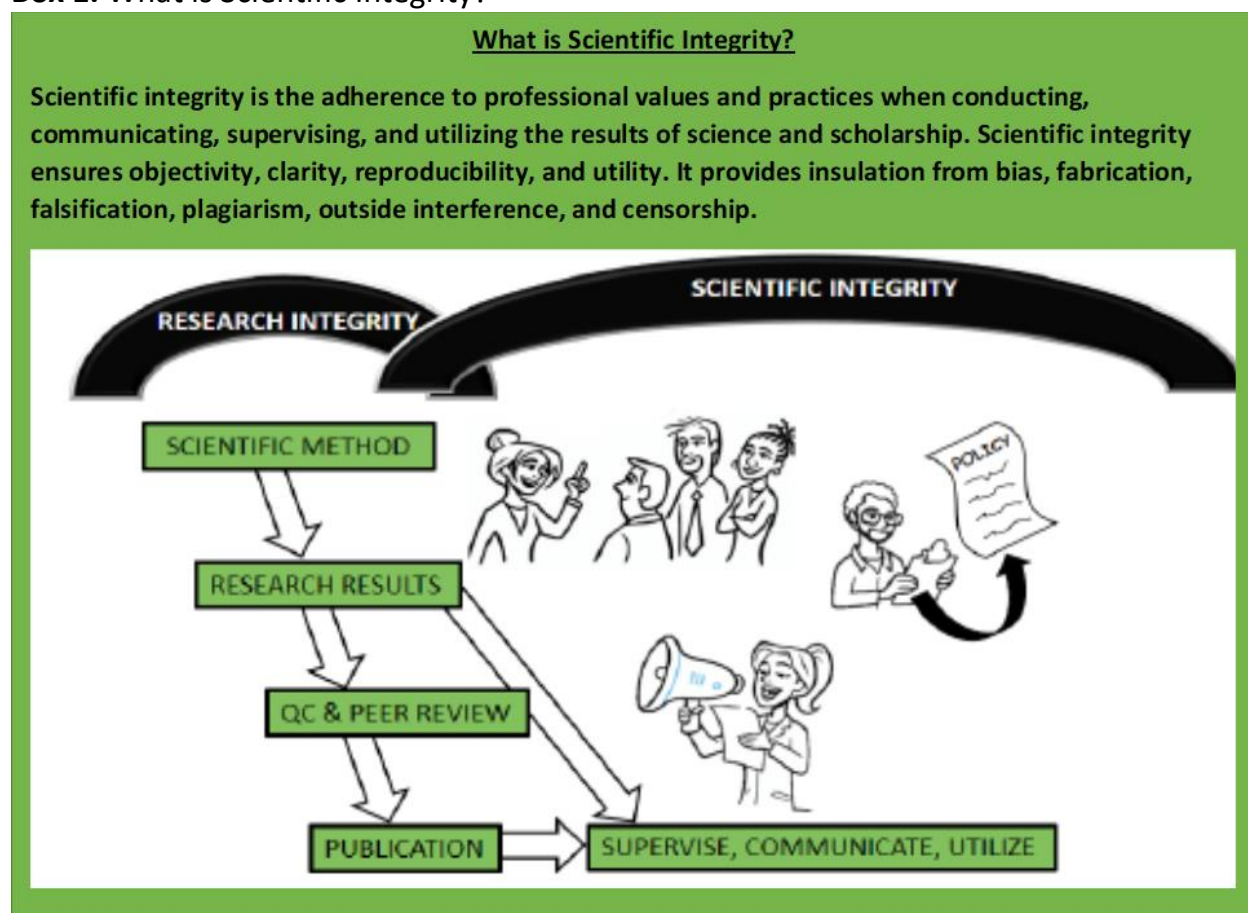 What is Scientific Integrity?
Scientific integrity is the adherence to professional values and practices when conducting,
communicating, supervising, and utilizing the results of science and scholarship. Scientific integrity
ensures objectivity, clarity, reproducibility, and utility. It provides insulation from bias, fabrication,
falsification, plagiarism, outside interference, and censorship.
RESEARCH INTEGRITY
SCIENTIFIC INTEGRITY
SCIENTIFIC METHOD
POLICY
RESEARCH RESULTS
QC & PEER REVIEW
PUBLICATION
SUPERVISE, COMMUNICATE, UTILIZE